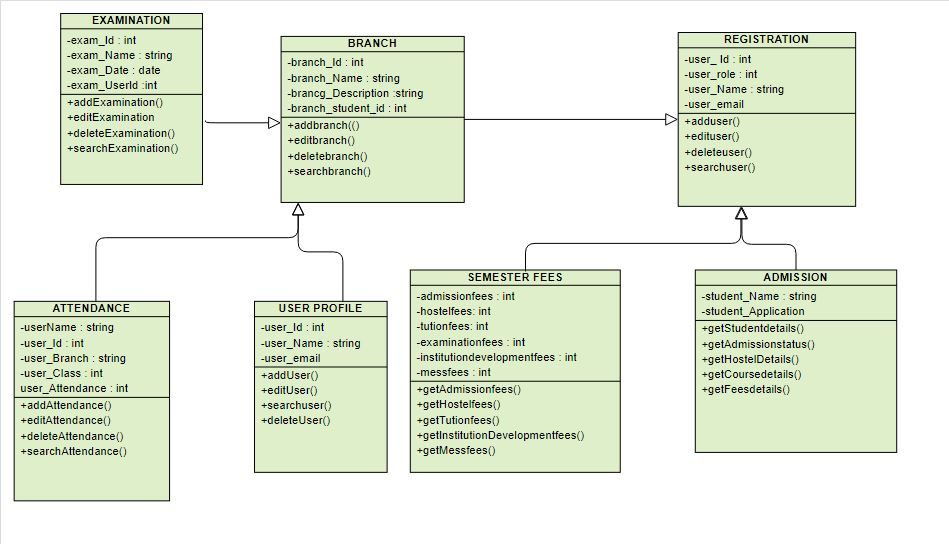 EXAMINATION
-exam_Id : int
-exam_Name : string
-exam_Date : date
-exam_UserId :int
+addExamination()
+editExamination
+deleteExamination()
+searchExamination()
BRANCH
-branch_Id : int
-branch_Name : string
-brancg_Description :string
-branch_student_id : int
+addbranch(()
+editbranch()
+deletebranch()
+searchbranch()
REGISTRATION
-user_ Id : int
-user_role : int
-user_Name : string
-user_email
+adduser()
+edituser()
+deleteuser()
+searchuser()
ATTENDANCE
-userName : string
-user_Id : int
-user_Branch : string
-user_Class : int
user_Attendance : int
+addAttendance()
+editAttendance()
+deleteAttendance()
+searchAttendance()
USER PROFILE
-user_Id : int
-user_Name : string
-user_email
+addUser()
+editUser()
+searchuser()
+deleteUser()
SEMESTER FEES
-admissionfees : int
-hostelfees: int
-tutionfees: int
-examinationfees : int
-institutiondevelopmentfees : int
-messfees : int
+getAdmissionfees()
+getHostelfees()
+getTutionfees()
+getInstitutionDevelopmentfees()
+getMessfees()
ADMISSION
-student_Name : string
-student_Application
+getStudentdetails()
+getAdmissionstatus()
+getHostelDetails()
+getCoursedetails()
+getFeesdetails()